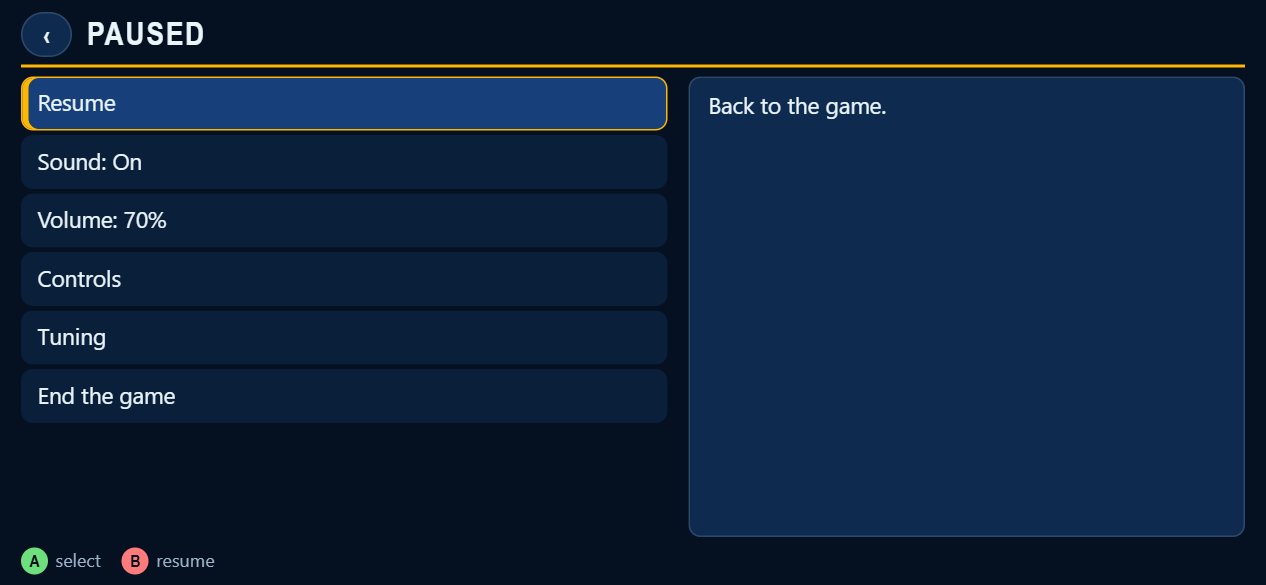 ‹ PAUSED
Resume
Sound: On
Volume: 70%
Controls
Tuning
End the game
Back to the game.
A select B resume